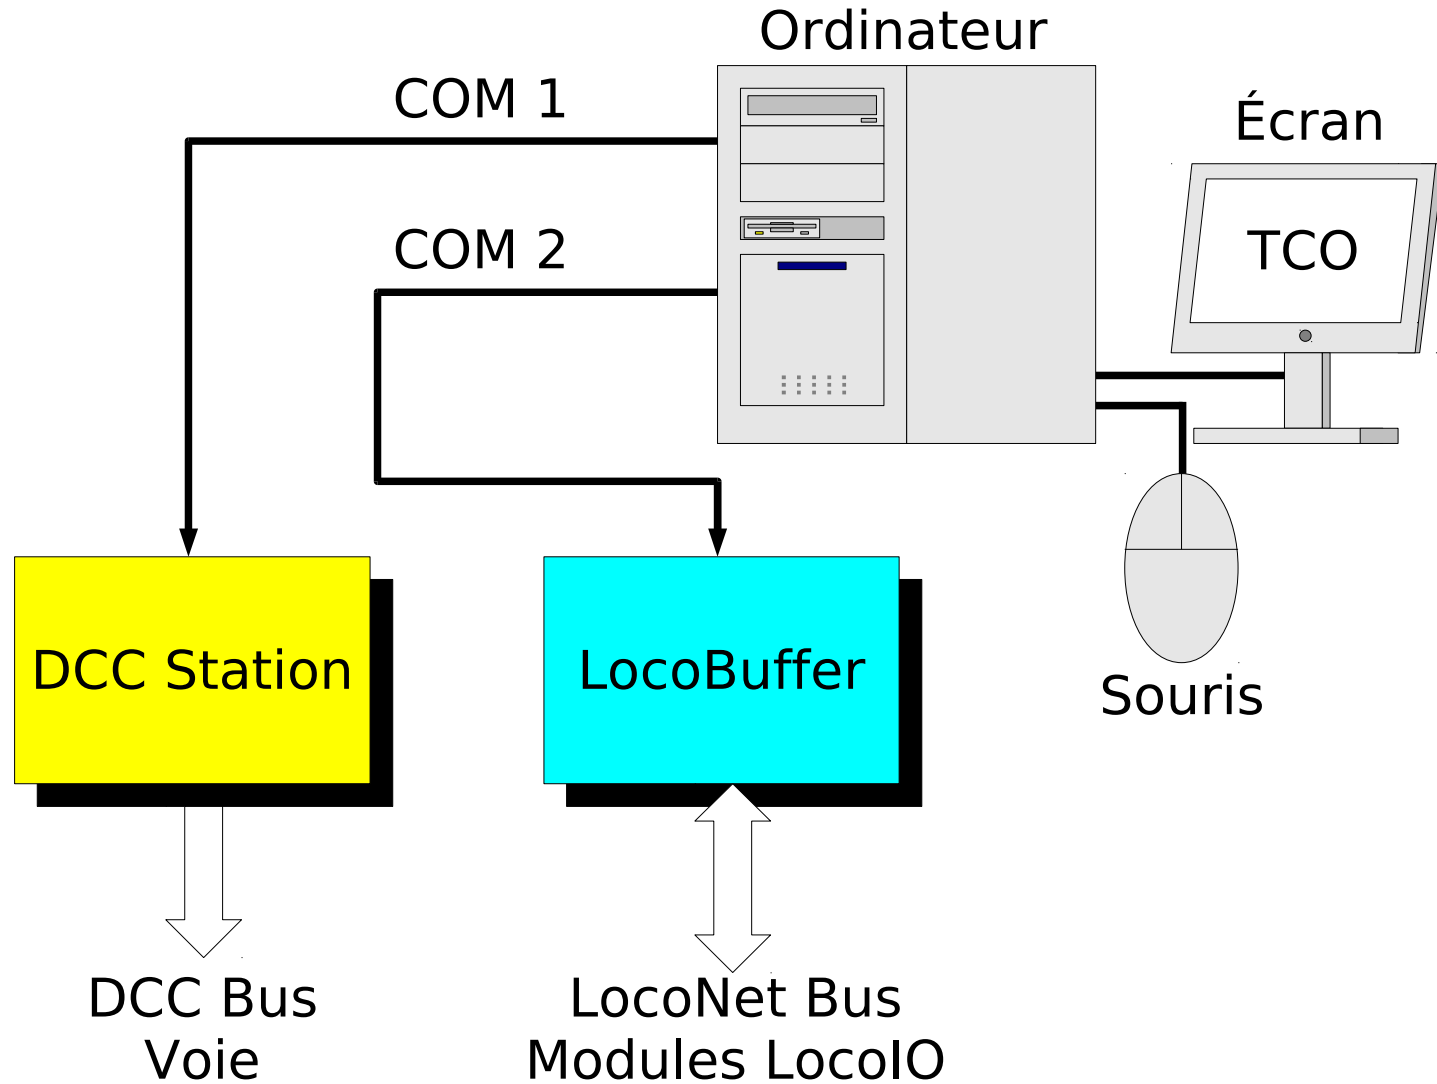 Ordinateur
COM 1
Écran
COM 2
TCO
DCC Station
LocoBuffer
Souris
DCC Bus
Voie
LocoNet Bus
Modules LocoIO